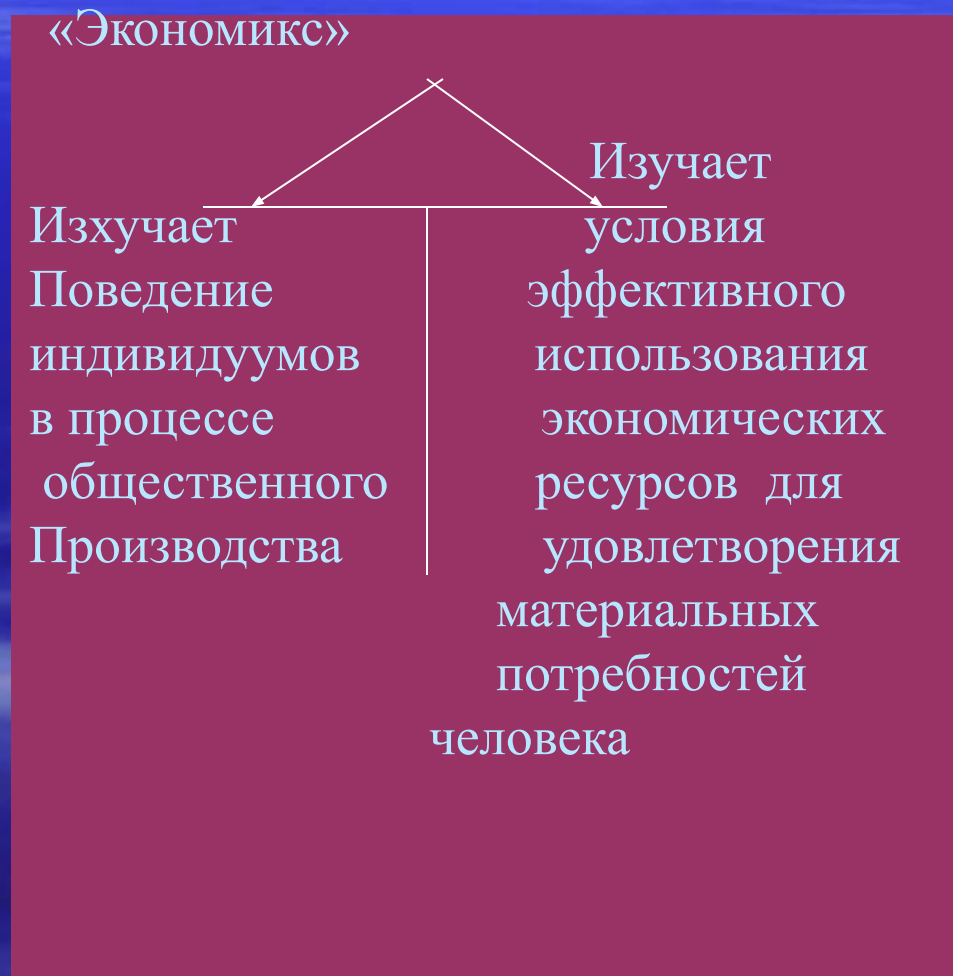 «Экономикс»
Изхучает
Поведение
индивидуумов
в процессе
общественного
Производства
Изучает
условия
эффективного
использования
экономических
ресурсов для
удовлетворения
материальных
потребностей
человека